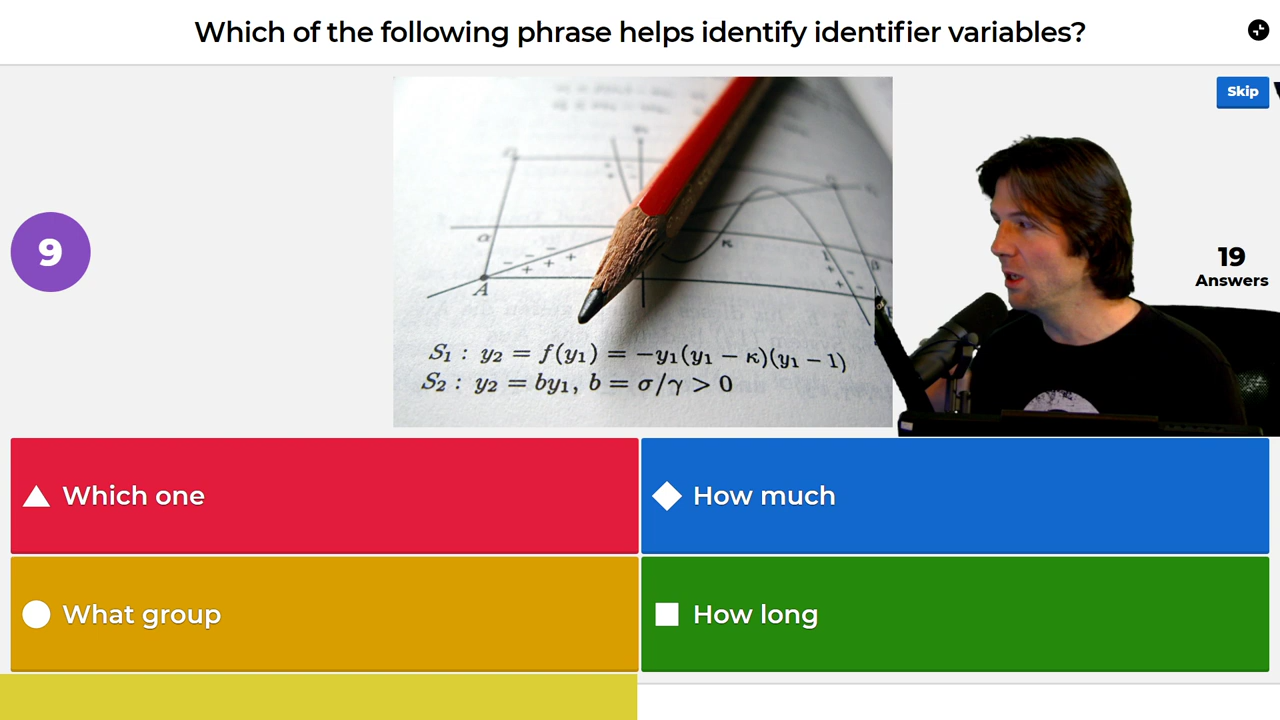 Which of the following phrase helps identify identifier variables?
Skip
9
19
Answers
α
A
κ
β
S₁ : y₂ = f(y₁) = −y₁(y₁ − κ)(y₁ − 1)
S₂ : y₂ = by₁, b = σ/γ > 0
Which one
How much
What group
How long